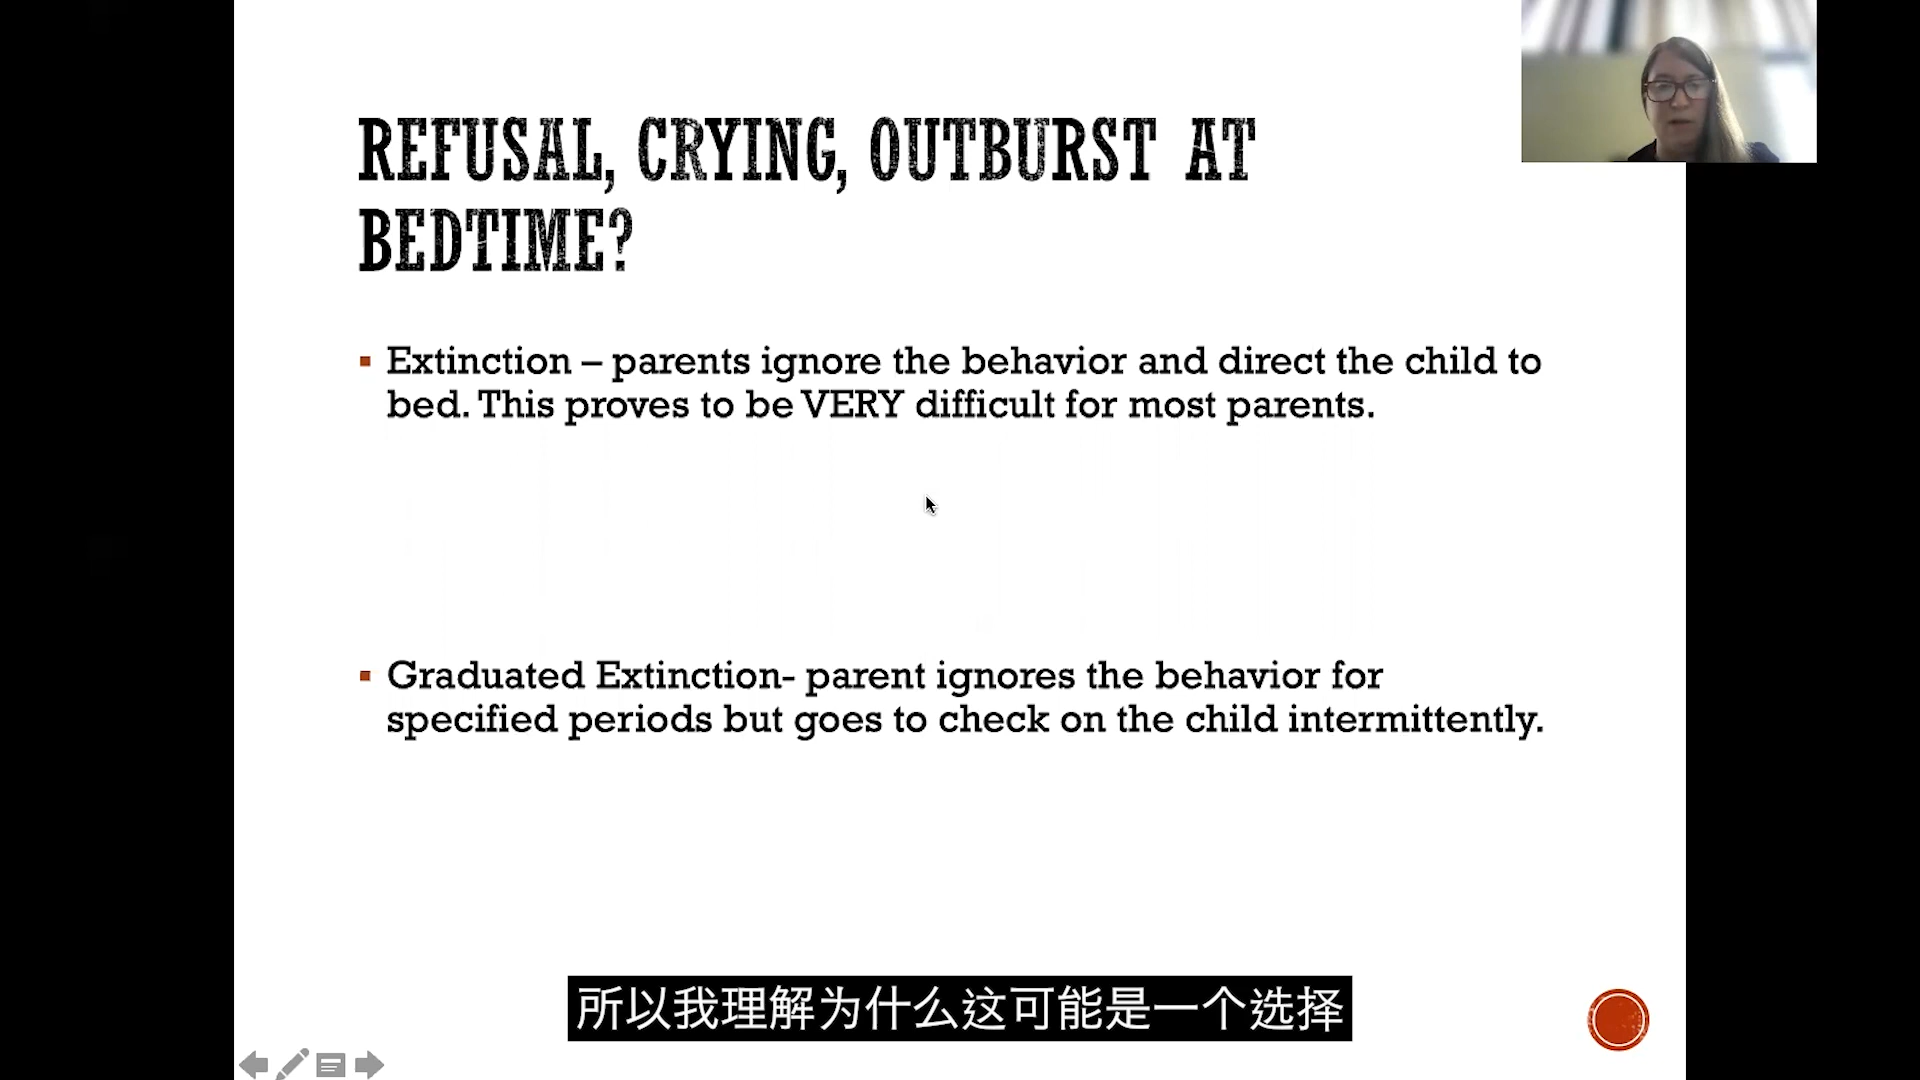 REFUSAL, CRYING, OUTBURST AT
BEDTIME?
Extinction – parents ignore the behavior and direct the child to
bed. This proves to be VERY difficult for most parents.
Graduated Extinction- parent ignores the behavior for
specified periods but goes to check on the child intermittently.
所以我理解为什么这可能是一个选择